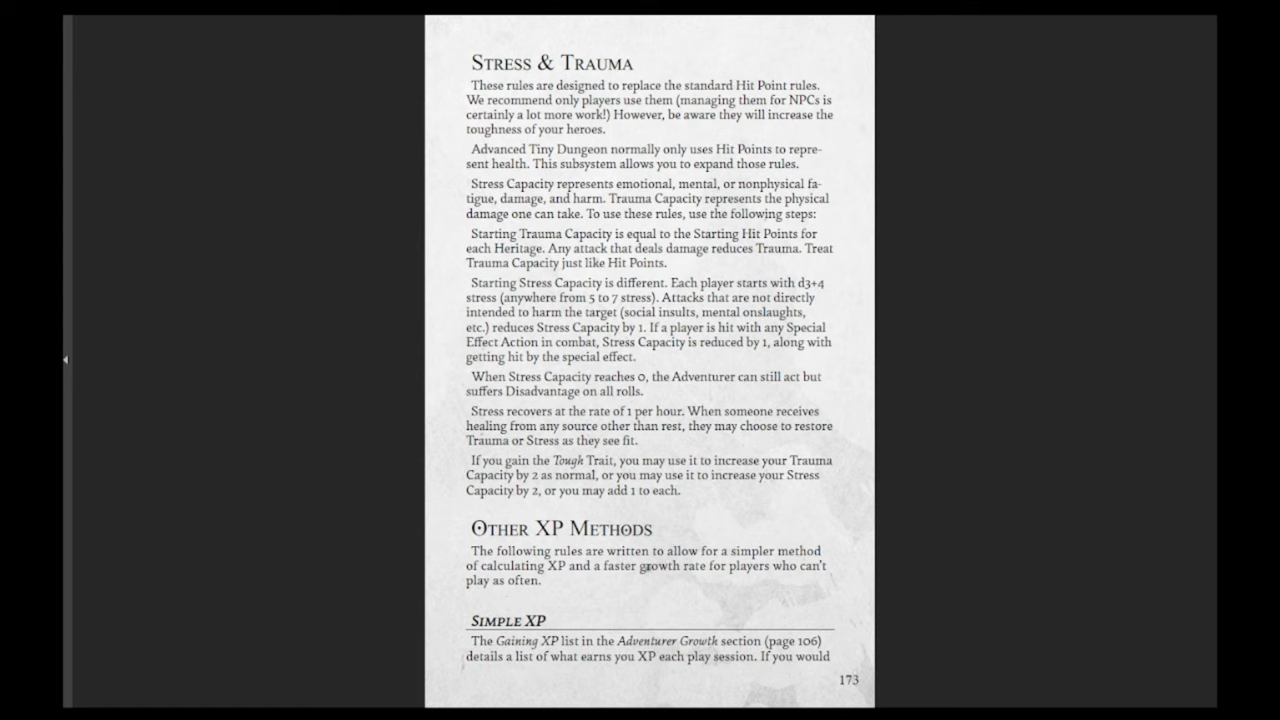 STRESS & TRAUMA
These rules are designed to replace the standard Hit Point rules.
We recommend only players use them (managing them for NPCs is
certainly a lot more work!) However, be aware they will increase the
toughness of your heroes.
Advanced Tiny Dungeon normally only uses Hit Points to repre-
sent health. This subsystem allows you to expand those rules.
Stress Capacity represents emotional, mental, or nonphysical fa-
tigue, damage, and harm. Trauma Capacity represents the physical
damage one can take. To use these rules, use the following steps:
Starting Trauma Capacity is equal to the Starting Hit Points for
each Heritage. Any attack that deals damage reduces Trauma. Treat
Trauma Capacity just like Hit Points.
Starting Stress Capacity is different. Each player starts with d3+4
stress (anywhere from 5 to 7 stress). Attacks that are not directly
intended to harm the target (social insults, mental onslaughts,
etc.) reduces Stress Capacity by 1. If a player is hit with any Special
Effect Action in combat, Stress Capacity is reduced by 1, along with
getting hit by the special effect.
When Stress Capacity reaches 0, the Adventurer can still act but
suffers Disadvantage on all rolls.
Stress recovers at the rate of 1 per hour. When someone receives
healing from any source other than rest, they may choose to restore
Trauma or Stress as they see fit.
If you gain the Tough Trait, you may use it to increase your Trauma
Capacity by 2 as normal, or you may use it to increase your Stress
Capacity by 2, or you may add 1 to each.
OTHER XP METHODS
The following rules are written to allow for a simpler method
of calculating XP and a faster growth rate for players who can't
play as often.
SIMPLE XP
The Gaining XP list in the Adventurer Growth section (page 106)
details a list of what earns you XP each play session. If you would
173